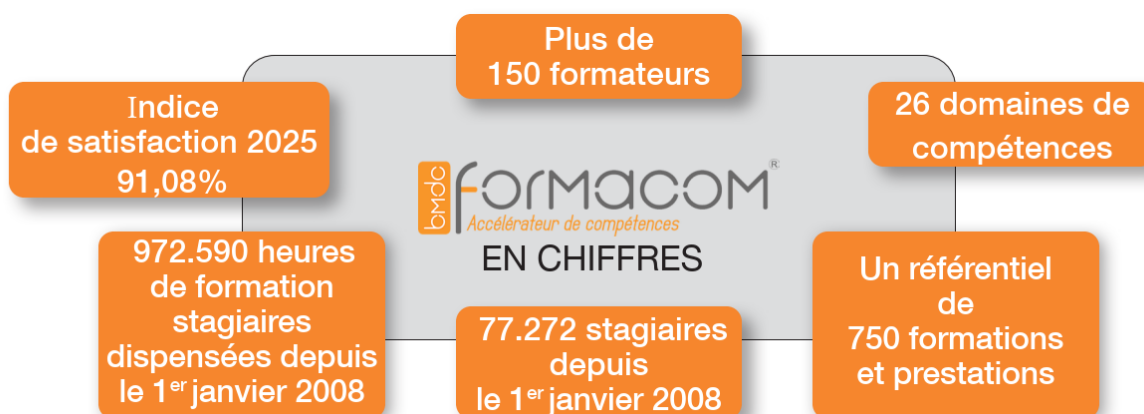 Plus de
150 formateurs
Indice
de satisfaction 2025
91,08%
26 domaines de
compétences
bmdc
formacom®
Accélérateur de compétences
EN CHIFFRES
972.590 heures
de formation
stagiaires
dispensées depuis
le 1er janvier 2008
77.272 stagiaires
depuis
le 1er janvier 2008
Un référentiel
de
750 formations
et prestations